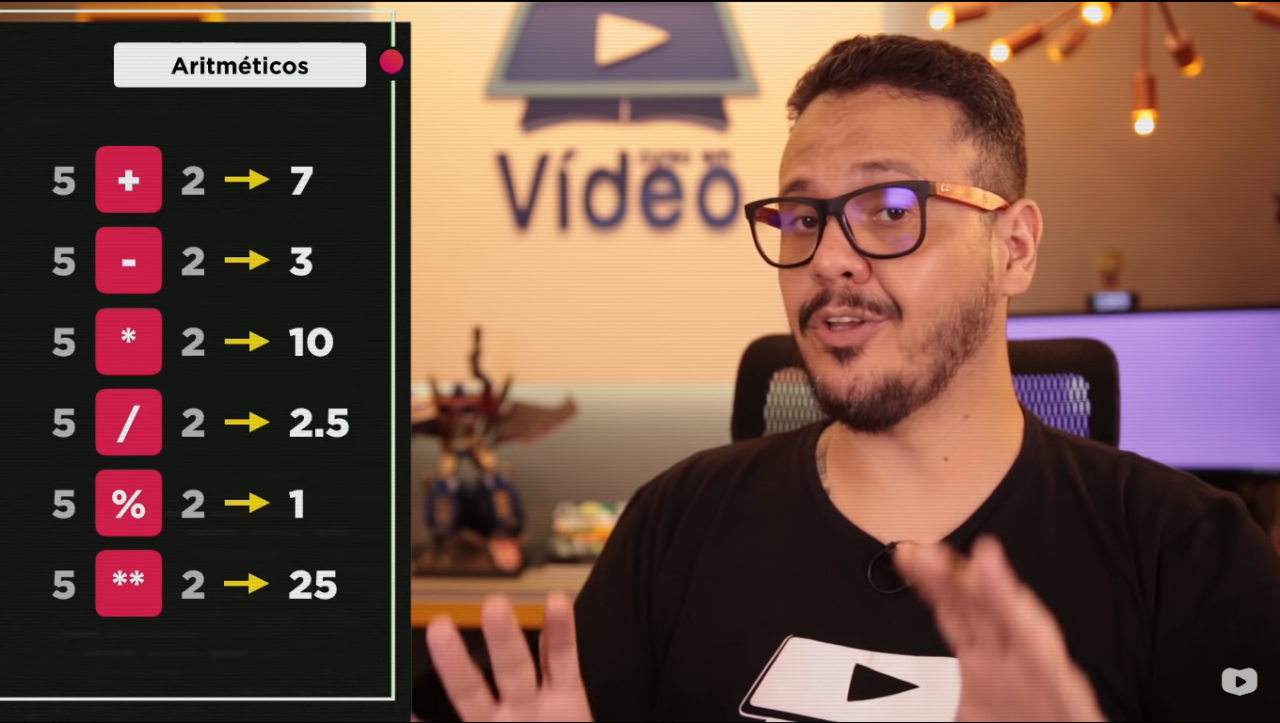 Aritméticos
5 + 2 → 7
5 - 2 → 3
5 * 2 → 10
5 / 2 → 2.5
5 % 2 → 1
5 ** 2 → 25
Vídeo